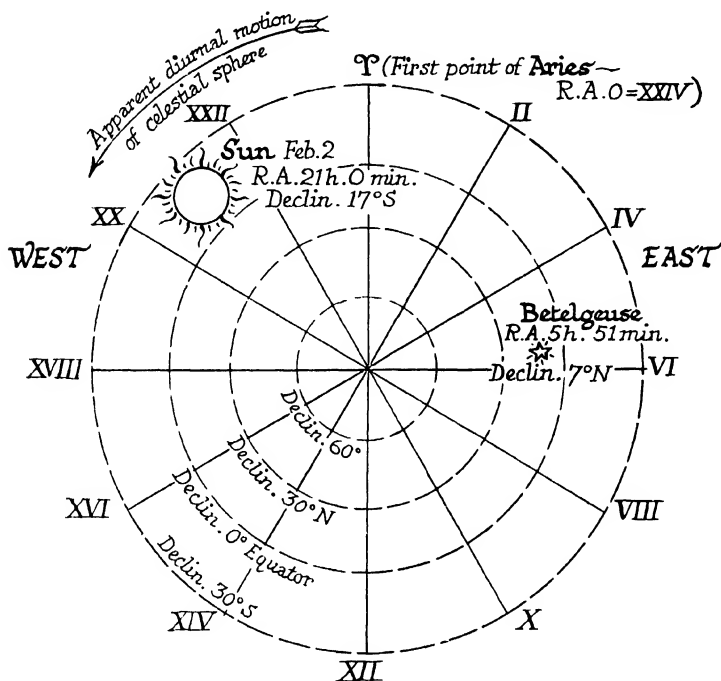 Apparent diurnal motion
of celestial sphere
♈ (First point of Aries ~
R.A.0=XXIV)
XXII
II
Sun Feb.2
R.A.21h.0 min.
Declin. 17°S
XX
IV
WEST
EAST
Betelgeuse
R.A.5h.51min.
Declin. 7°N
XVIII
VI
Declin. 60°
Declin. 30°N
Declin. 0° Equator
Declin. 30°S
XVI
VIII
XIV
X
XII